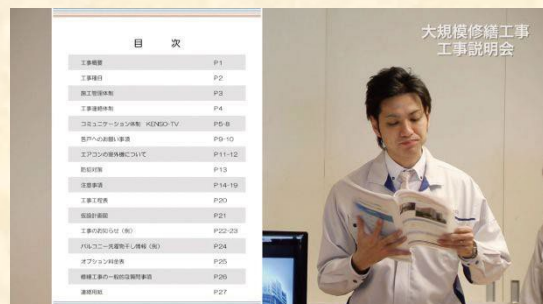 大規模修繕工事
工事説明会
目 次
工事概要 P1
工事種目 P2
施工管理体制 P3
工事連絡体制 P4
コミュニケーション体制 KENSO-TV P5-8
各戸へのお願い事項 P9-10
エアコンの室外機について P11-12
防犯対策 P13
注意事項 P14-19
工事工程表 P20
仮設計画図 P21
工事のお知らせ（例） P22-23
バルコニー洗濯物干し情報（例） P24
オプション料金表 P25
修繕工事の一般的な質問事項 P26
連絡用紙 P27